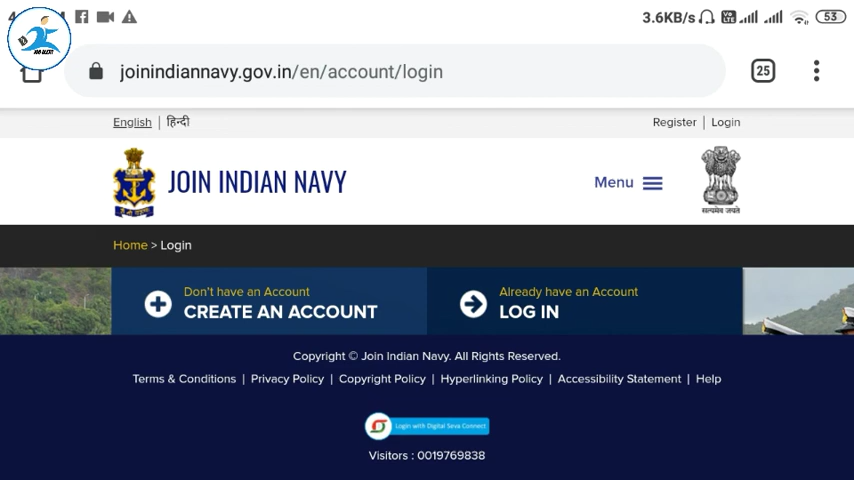 3.6KB/s 53
joinindiannavy.gov.in/en/account/login 25
English | हिन्दी Register | Login
JOIN INDIAN NAVY Menu
सत्यमेव जयते
Home > Login
Don't have an Account
CREATE AN ACCOUNT
Already have an Account
LOG IN
Copyright © Join Indian Navy. All Rights Reserved.
Terms & Conditions | Privacy Policy | Copyright Policy | Hyperlinking Policy | Accessibility Statement | Help
Login with Digital Seva Connect
Visitors : 0019769838